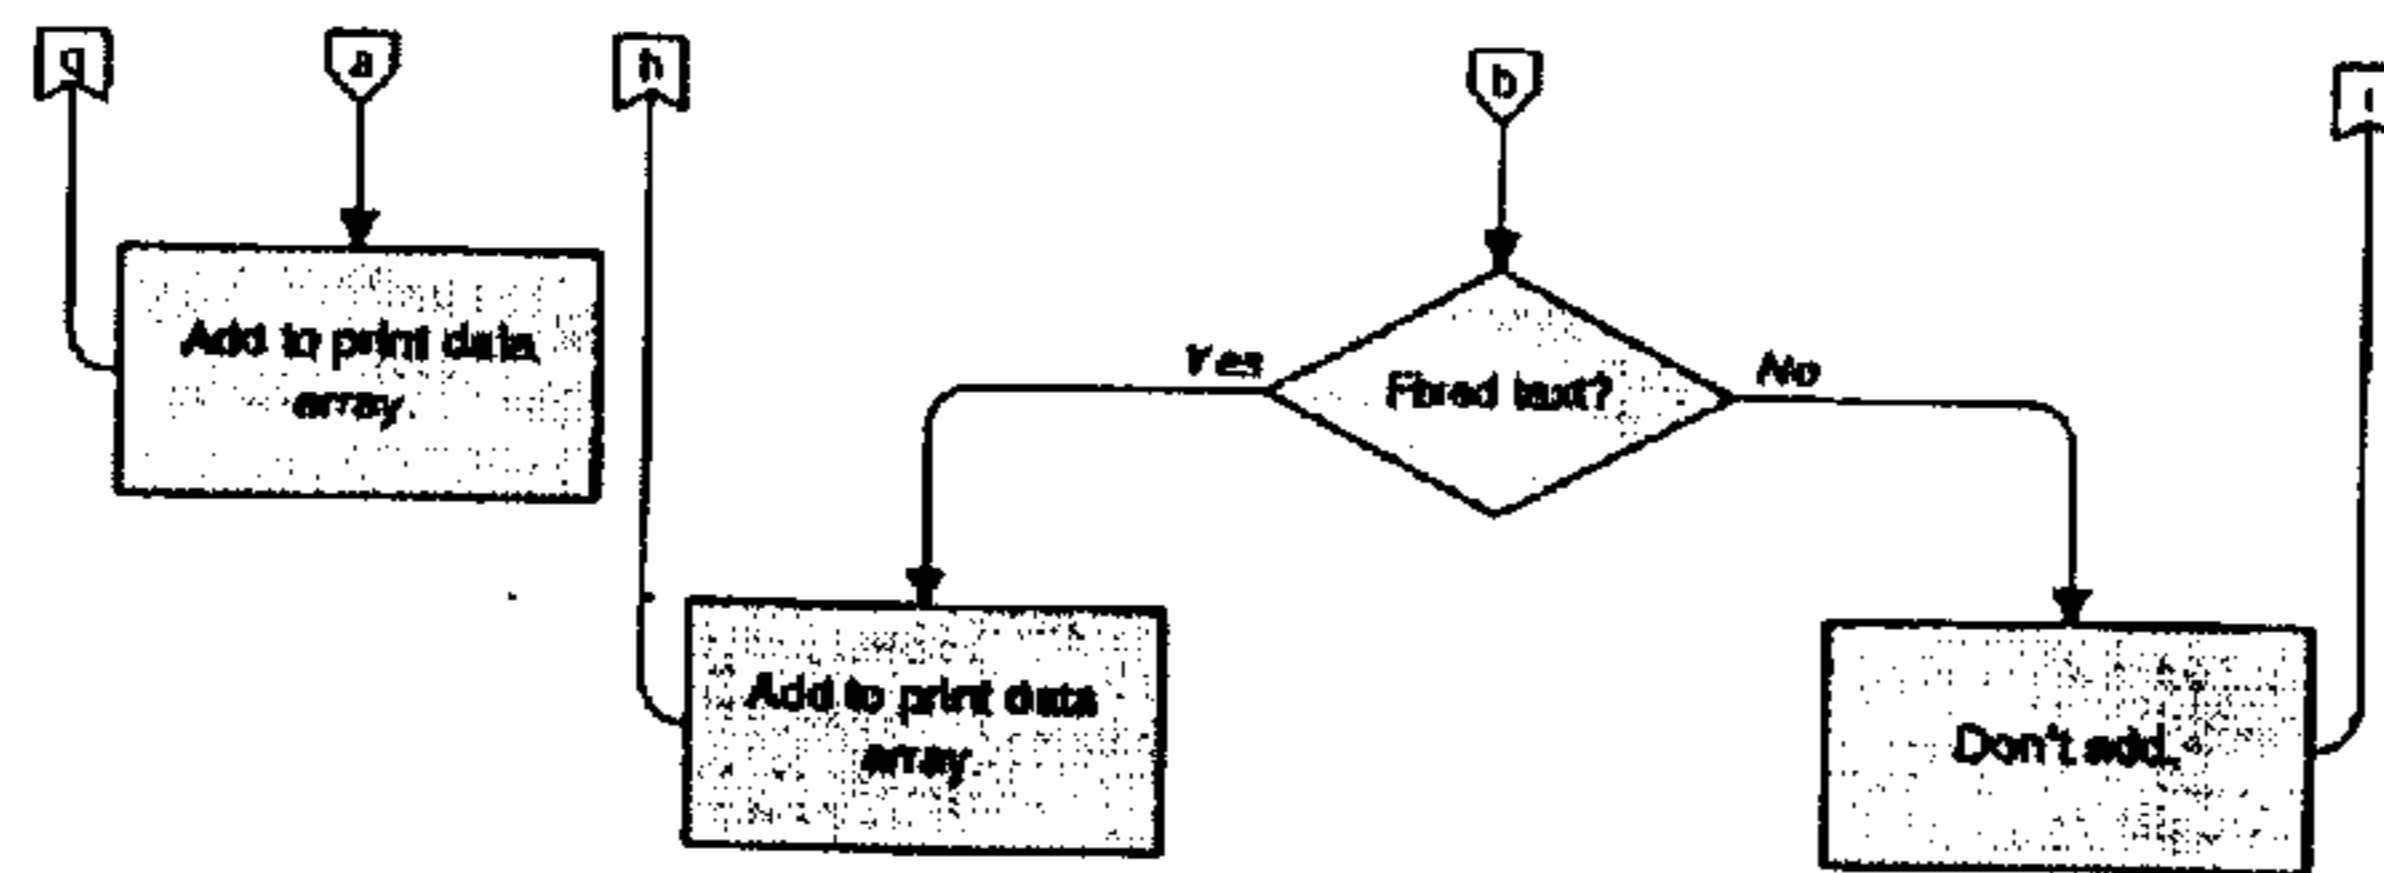 g
a
h
b
Add to print data
array.
Yes
Fixed text?
No
Add to print data
array
Don't add.